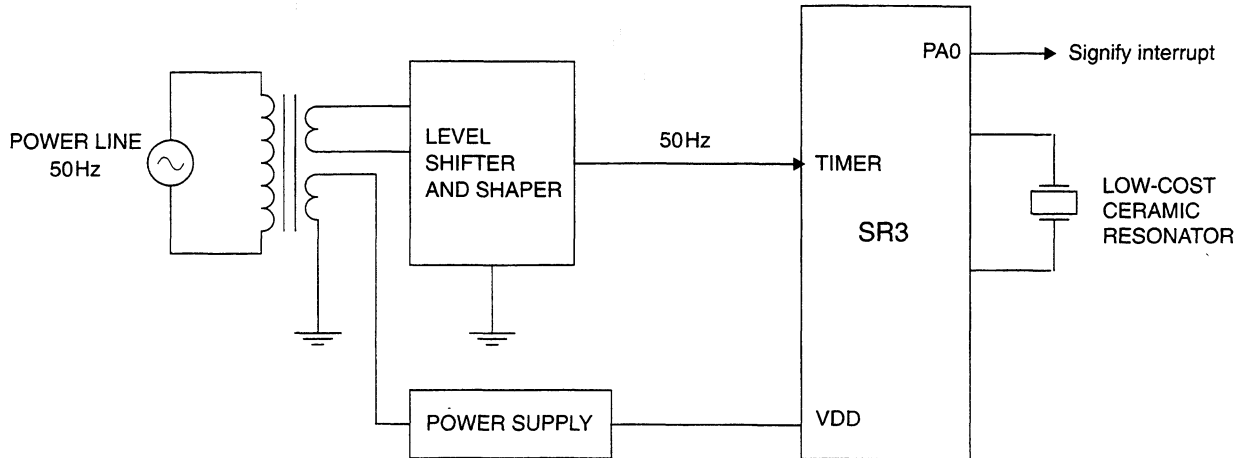 PA0
Signify interrupt
POWER LINE
50Hz
LEVEL
SHIFTER
AND SHAPER
50Hz
TIMER
SR3
LOW-COST
CERAMIC
RESONATOR
POWER SUPPLY
VDD